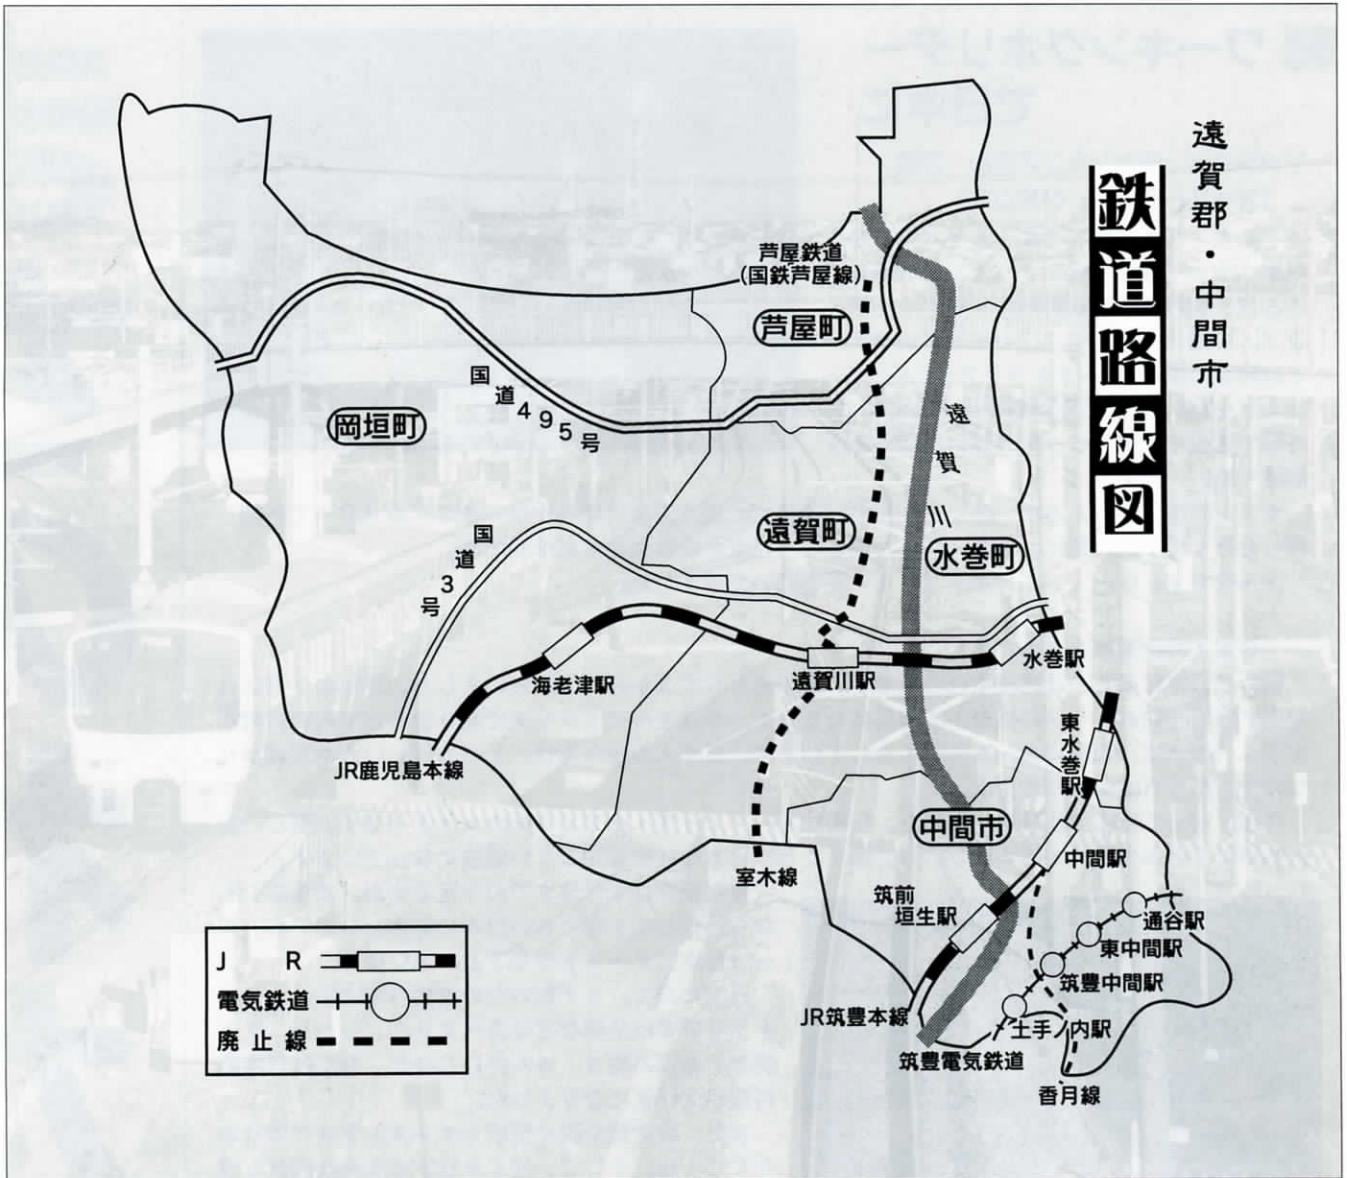 遠賀郡・中間市
鉄道路線図
芦屋鉄道
（国鉄芦屋線）
芦屋町
岡垣町
国道495号
遠賀川
遠賀町
水巻町
国道3号
水巻駅
海老津駅
遠賀川駅
東水巻駅
JR鹿児島本線
中間市
中間駅
室木線
筑前
垣生駅
通谷駅
東中間駅
筑豊中間駅
JR筑豊本線
土手ノ内駅
筑豊電気鉄道
香月線
JR
電気鉄道
廃止線